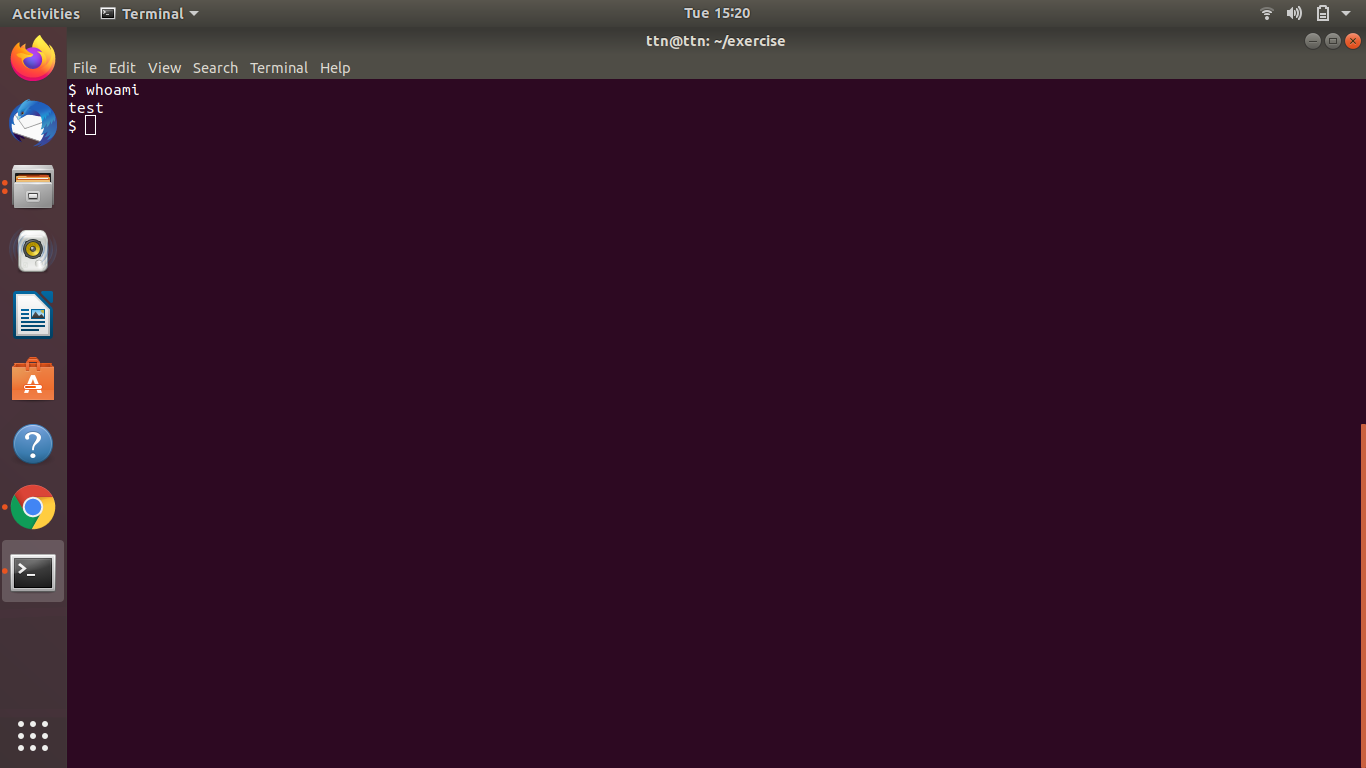 Activities Terminal Tue 15:20
ttn@ttn: ~/exercise
File Edit View Search Terminal Help
$ whoami
test
$